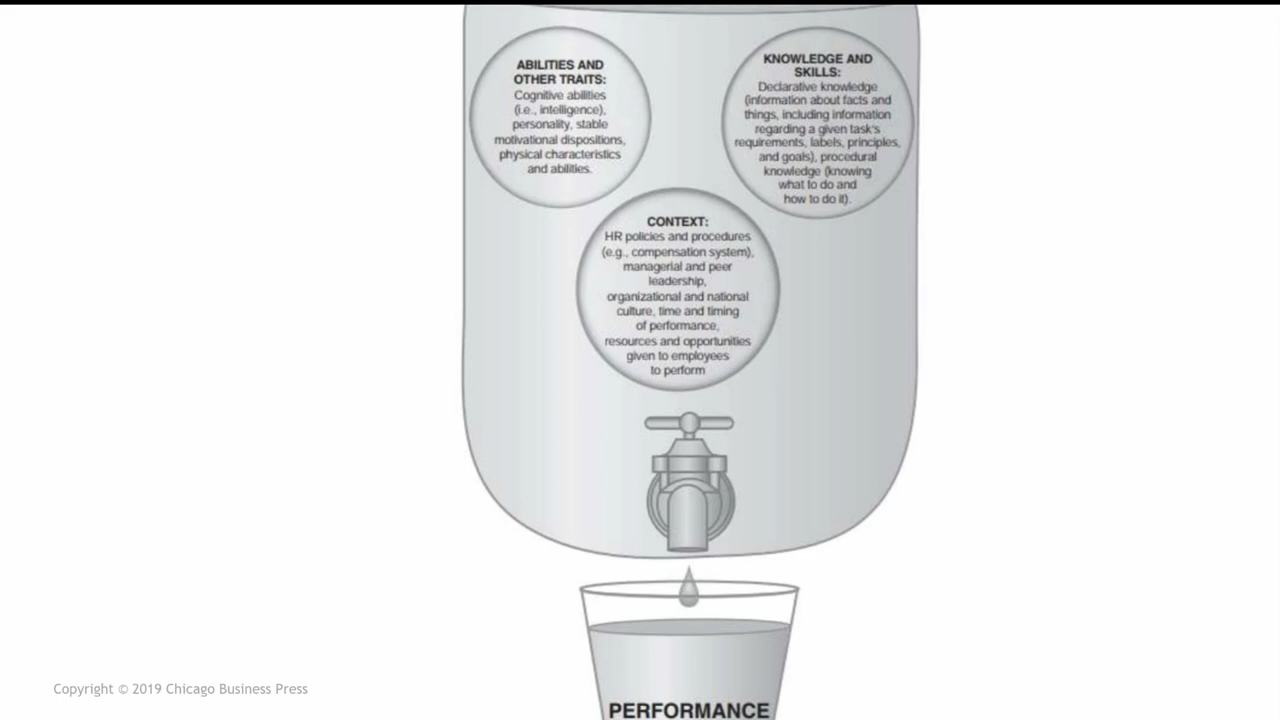 ABILITIES AND
OTHER TRAITS:
Cognitive abilities
(i.e., intelligence),
personality, stable
motivational dispositions,
physical characteristics
and abilities.
KNOWLEDGE AND
SKILLS:
Declarative knowledge
(information about facts and
things, including information
regarding a given task's
requirements, labels, principles,
and goals), procedural
knowledge (knowing
what to do and
how to do it).
CONTEXT:
HR policies and procedures
(e.g., compensation system),
managerial and peer
leadership,
organizational and national
culture, time and timing
of performance,
resources and opportunities
given to employees
to perform
PERFORMANCE
Copyright © 2019 Chicago Business Press